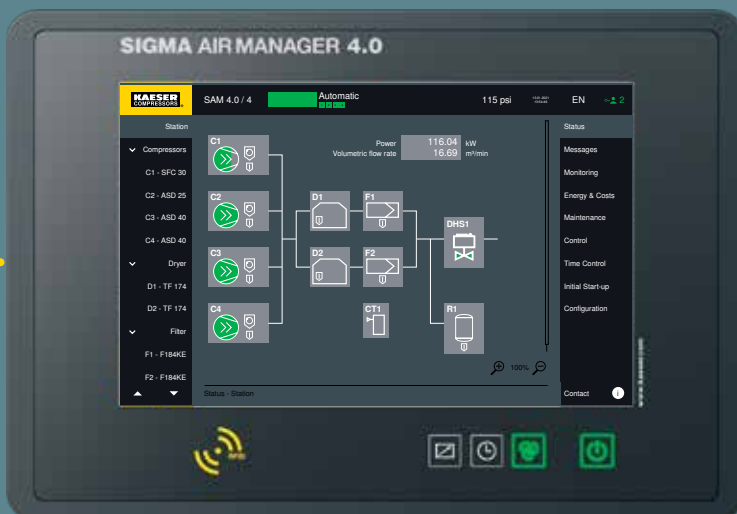 SIGMA AIR MANAGER 4.0
KAESER
COMPRESSORS
SAM 4.0 / 4
Automatic
115 psi
EN
2
Station
Compressors
C1 - SFC 30
C2 - ASD 25
C3 - ASD 40
C4 - ASD 40
Dryer
D1 - TF 174
D2 - TF 174
Filter
F1 - F184KE
F2 - F184KE
C1
C2
C3
C4
Power 116.04 kW
Volumetric flow rate 16.69 m³/min
D1
F1
D2
F2
DHS1
CT1
R1
100%
Status - Station
Status
Messages
Monitoring
Energy & Costs
Maintenance
Control
Time Control
Initial Start-up
Configuration
Contact
i
www.kaeser.com
RFID